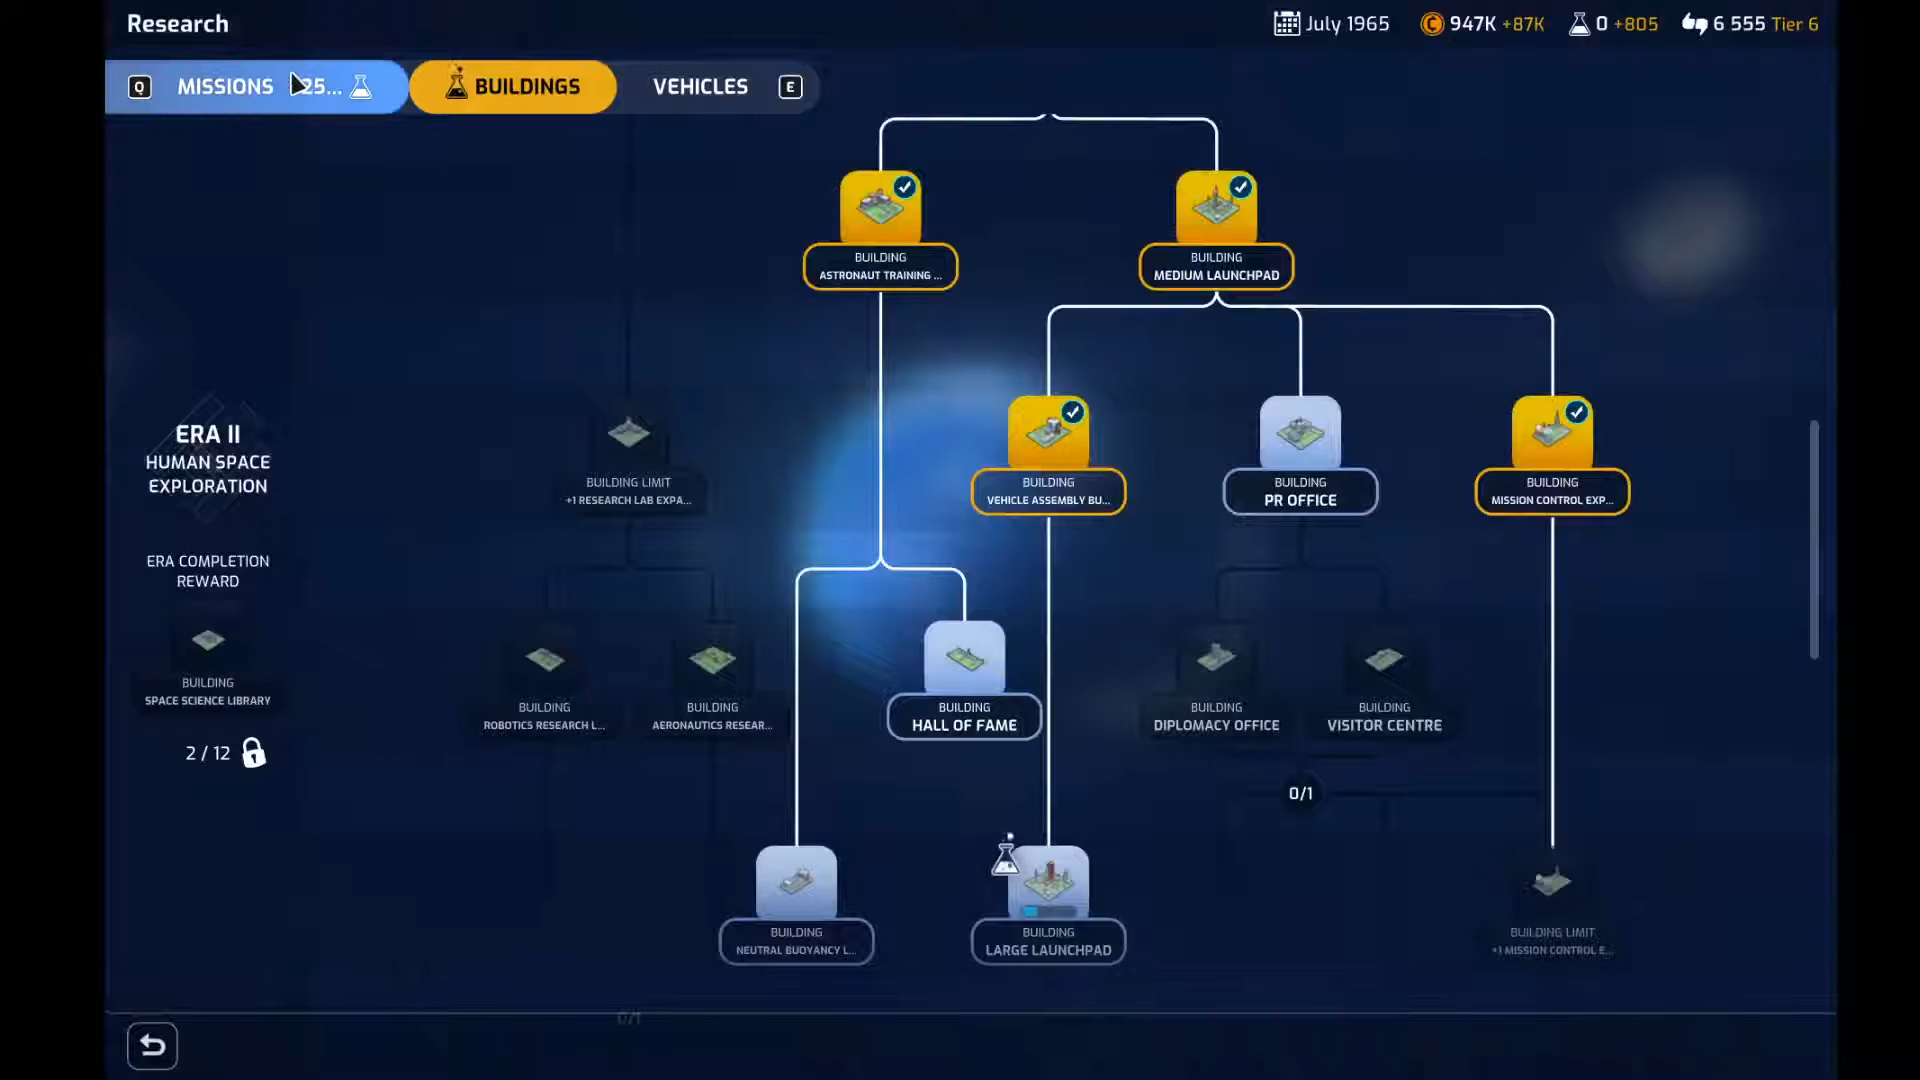 Research
July 1965
947K +87K
0 +805
6 555 Tier 6
Q
MISSIONS
25...
BUILDINGS
VEHICLES
E
BUILDING
ASTRONAUT TRAINING ...
BUILDING
MEDIUM LAUNCHPAD
ERA II
HUMAN SPACE
EXPLORATION
ERA COMPLETION
REWARD
BUILDING
SPACE SCIENCE LIBRARY
2 / 12
BUILDING LIMIT
+1 RESEARCH LAB EXPA...
BUILDING
VEHICLE ASSEMBLY BU...
BUILDING
PR OFFICE
BUILDING
MISSION CONTROL EXP...
BUILDING
ROBOTICS RESEARCH L...
BUILDING
AERONAUTICS RESEAR...
BUILDING
HALL OF FAME
BUILDING
DIPLOMACY OFFICE
BUILDING
VISITOR CENTRE
0/1
BUILDING
NEUTRAL BUOYANCY L...
BUILDING
LARGE LAUNCHPAD
BUILDING LIMIT
+1 MISSION CONTROL E...
0/1